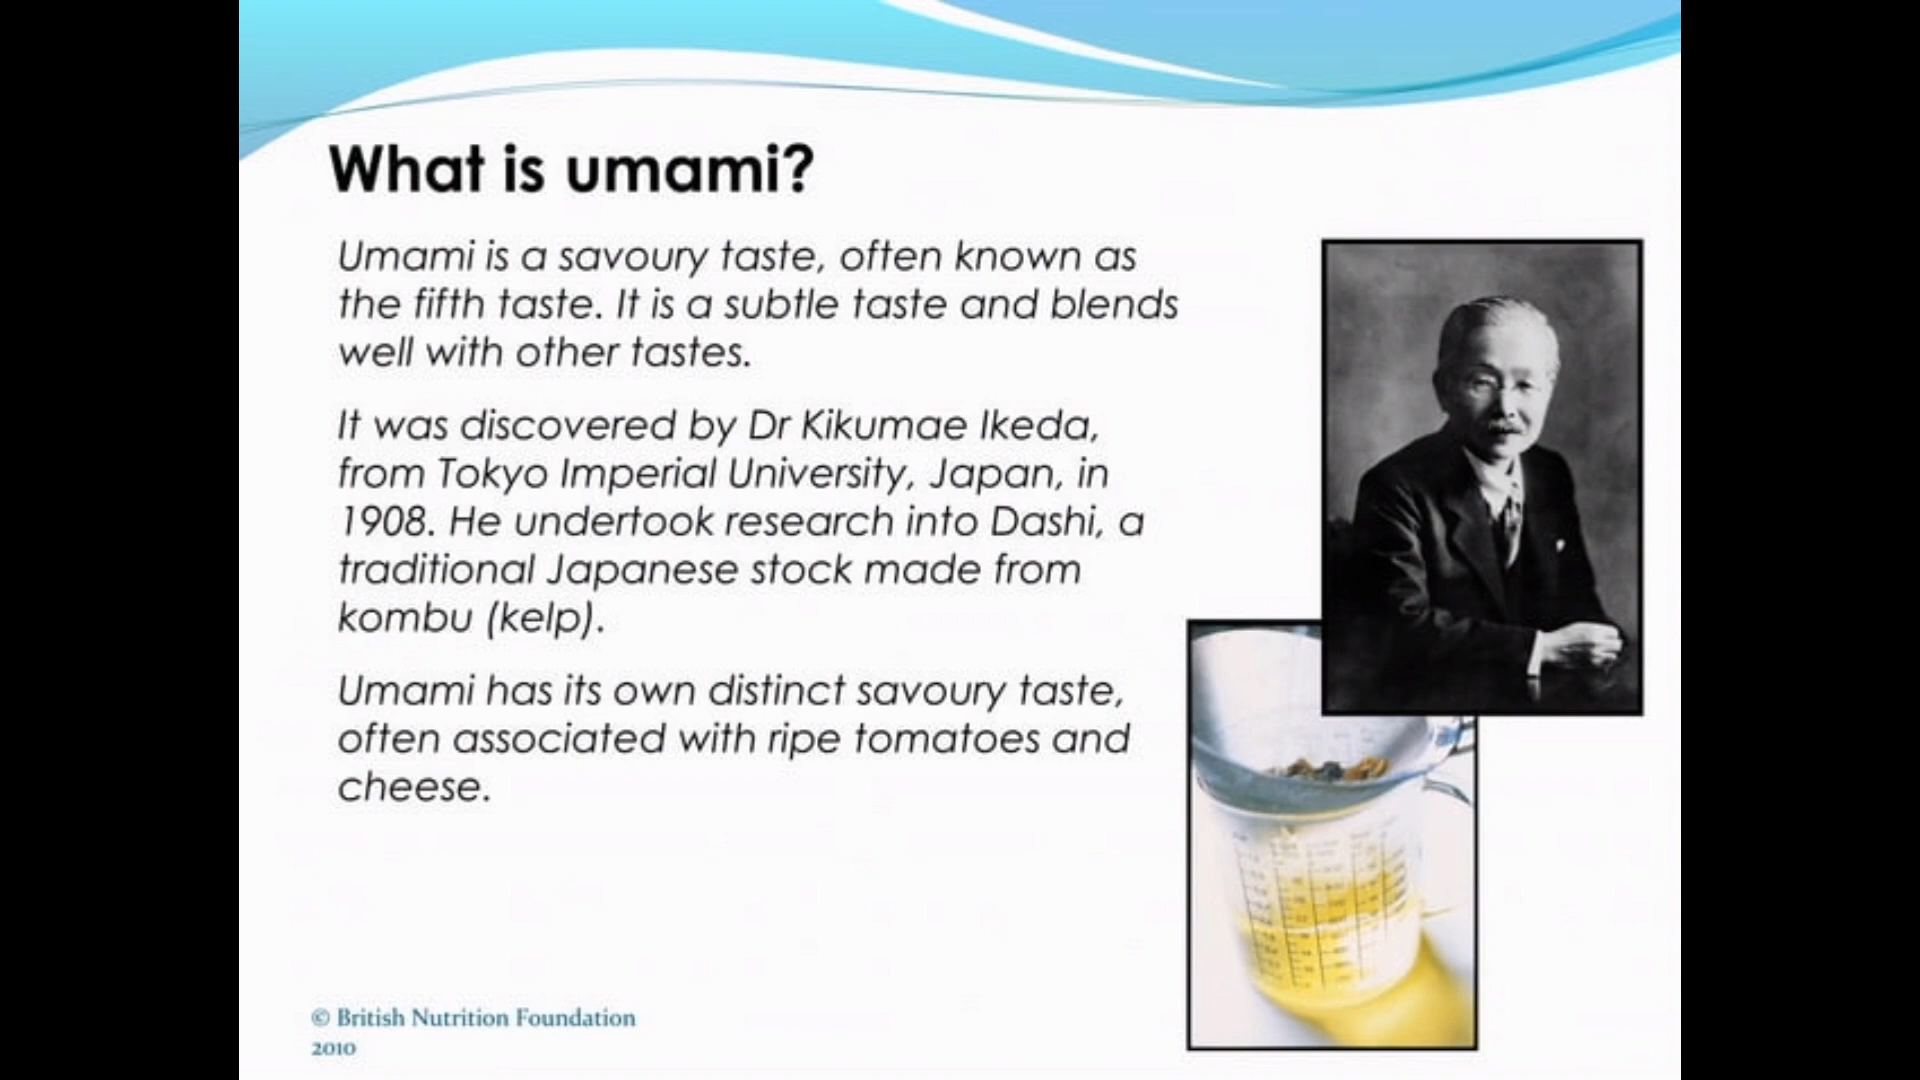 What is umami?
Umami is a savoury taste, often known as
the fifth taste. It is a subtle taste and blends
well with other tastes.
It was discovered by Dr Kikumae Ikeda,
from Tokyo Imperial University, Japan, in
1908. He undertook research into Dashi, a
traditional Japanese stock made from
kombu (kelp).
Umami has its own distinct savoury taste,
often associated with ripe tomatoes and
cheese.
© British Nutrition Foundation
2010